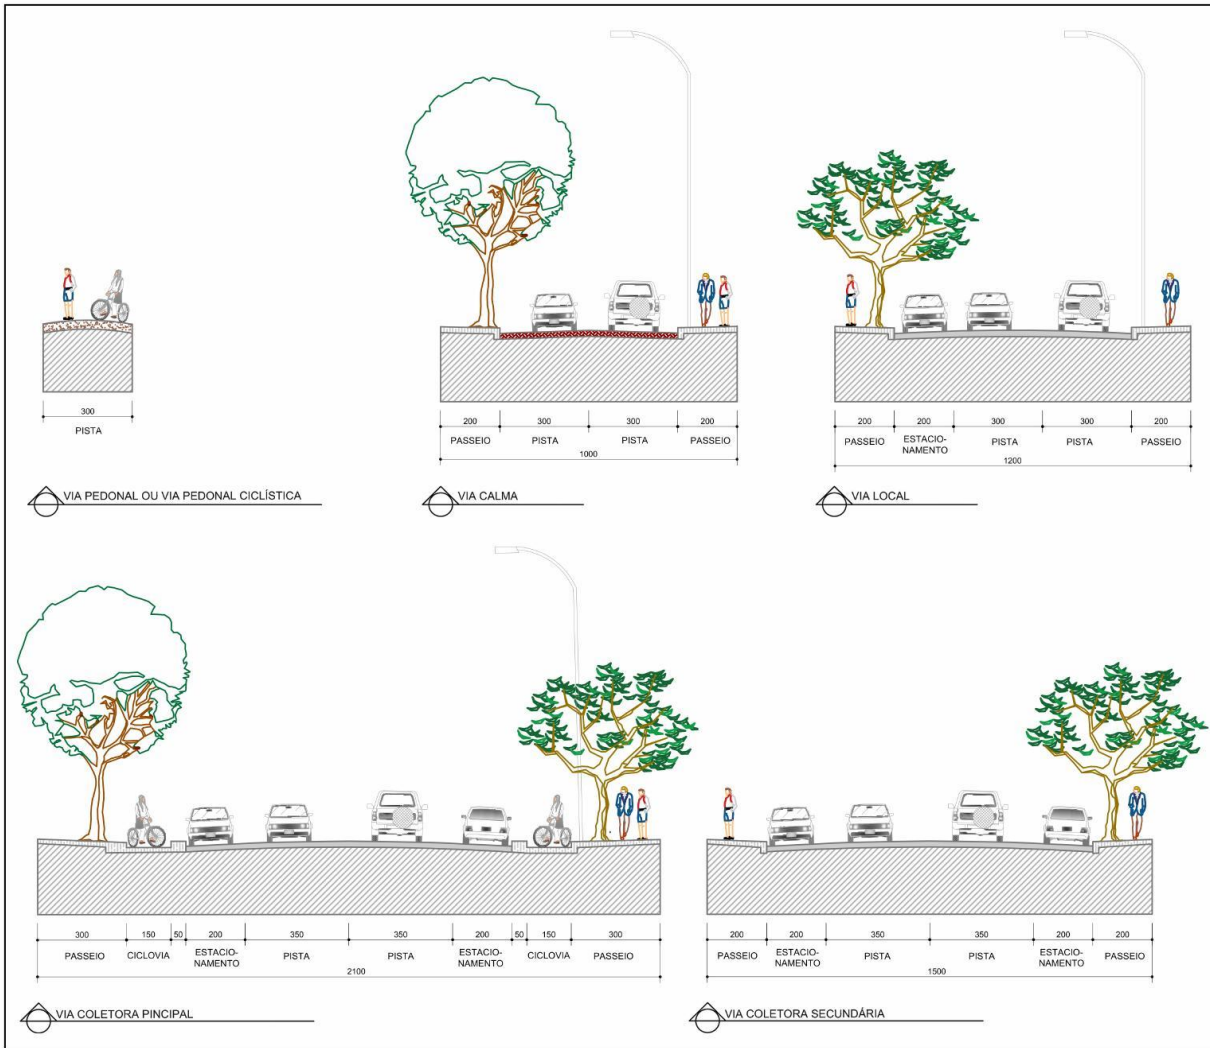 300
PISTA
VIA PEDONAL OU VIA PEDONAL CICLÍSTICA
200 300 300 200
PASSEIO PISTA PISTA PASSEIO
1000
VIA CALMA
200 200 300 300 200
PASSEIO ESTACIO- PISTA PISTA PASSEIO
NAMENTO
1200
VIA LOCAL
300 150 50 200 350 350 200 50 150 300
PASSEIO CICLOVIA ESTACIO- PISTA PISTA ESTACIO- CICLOVIA PASSEIO
NAMENTO NAMENTO
2100
VIA COLETORA PINCIPAL
200 200 350 350 200 200
PASSEIO ESTACIO- PISTA PISTA ESTACIO- PASSEIO
NAMENTO NAMENTO
1500
VIA COLETORA SECUNDÁRIA